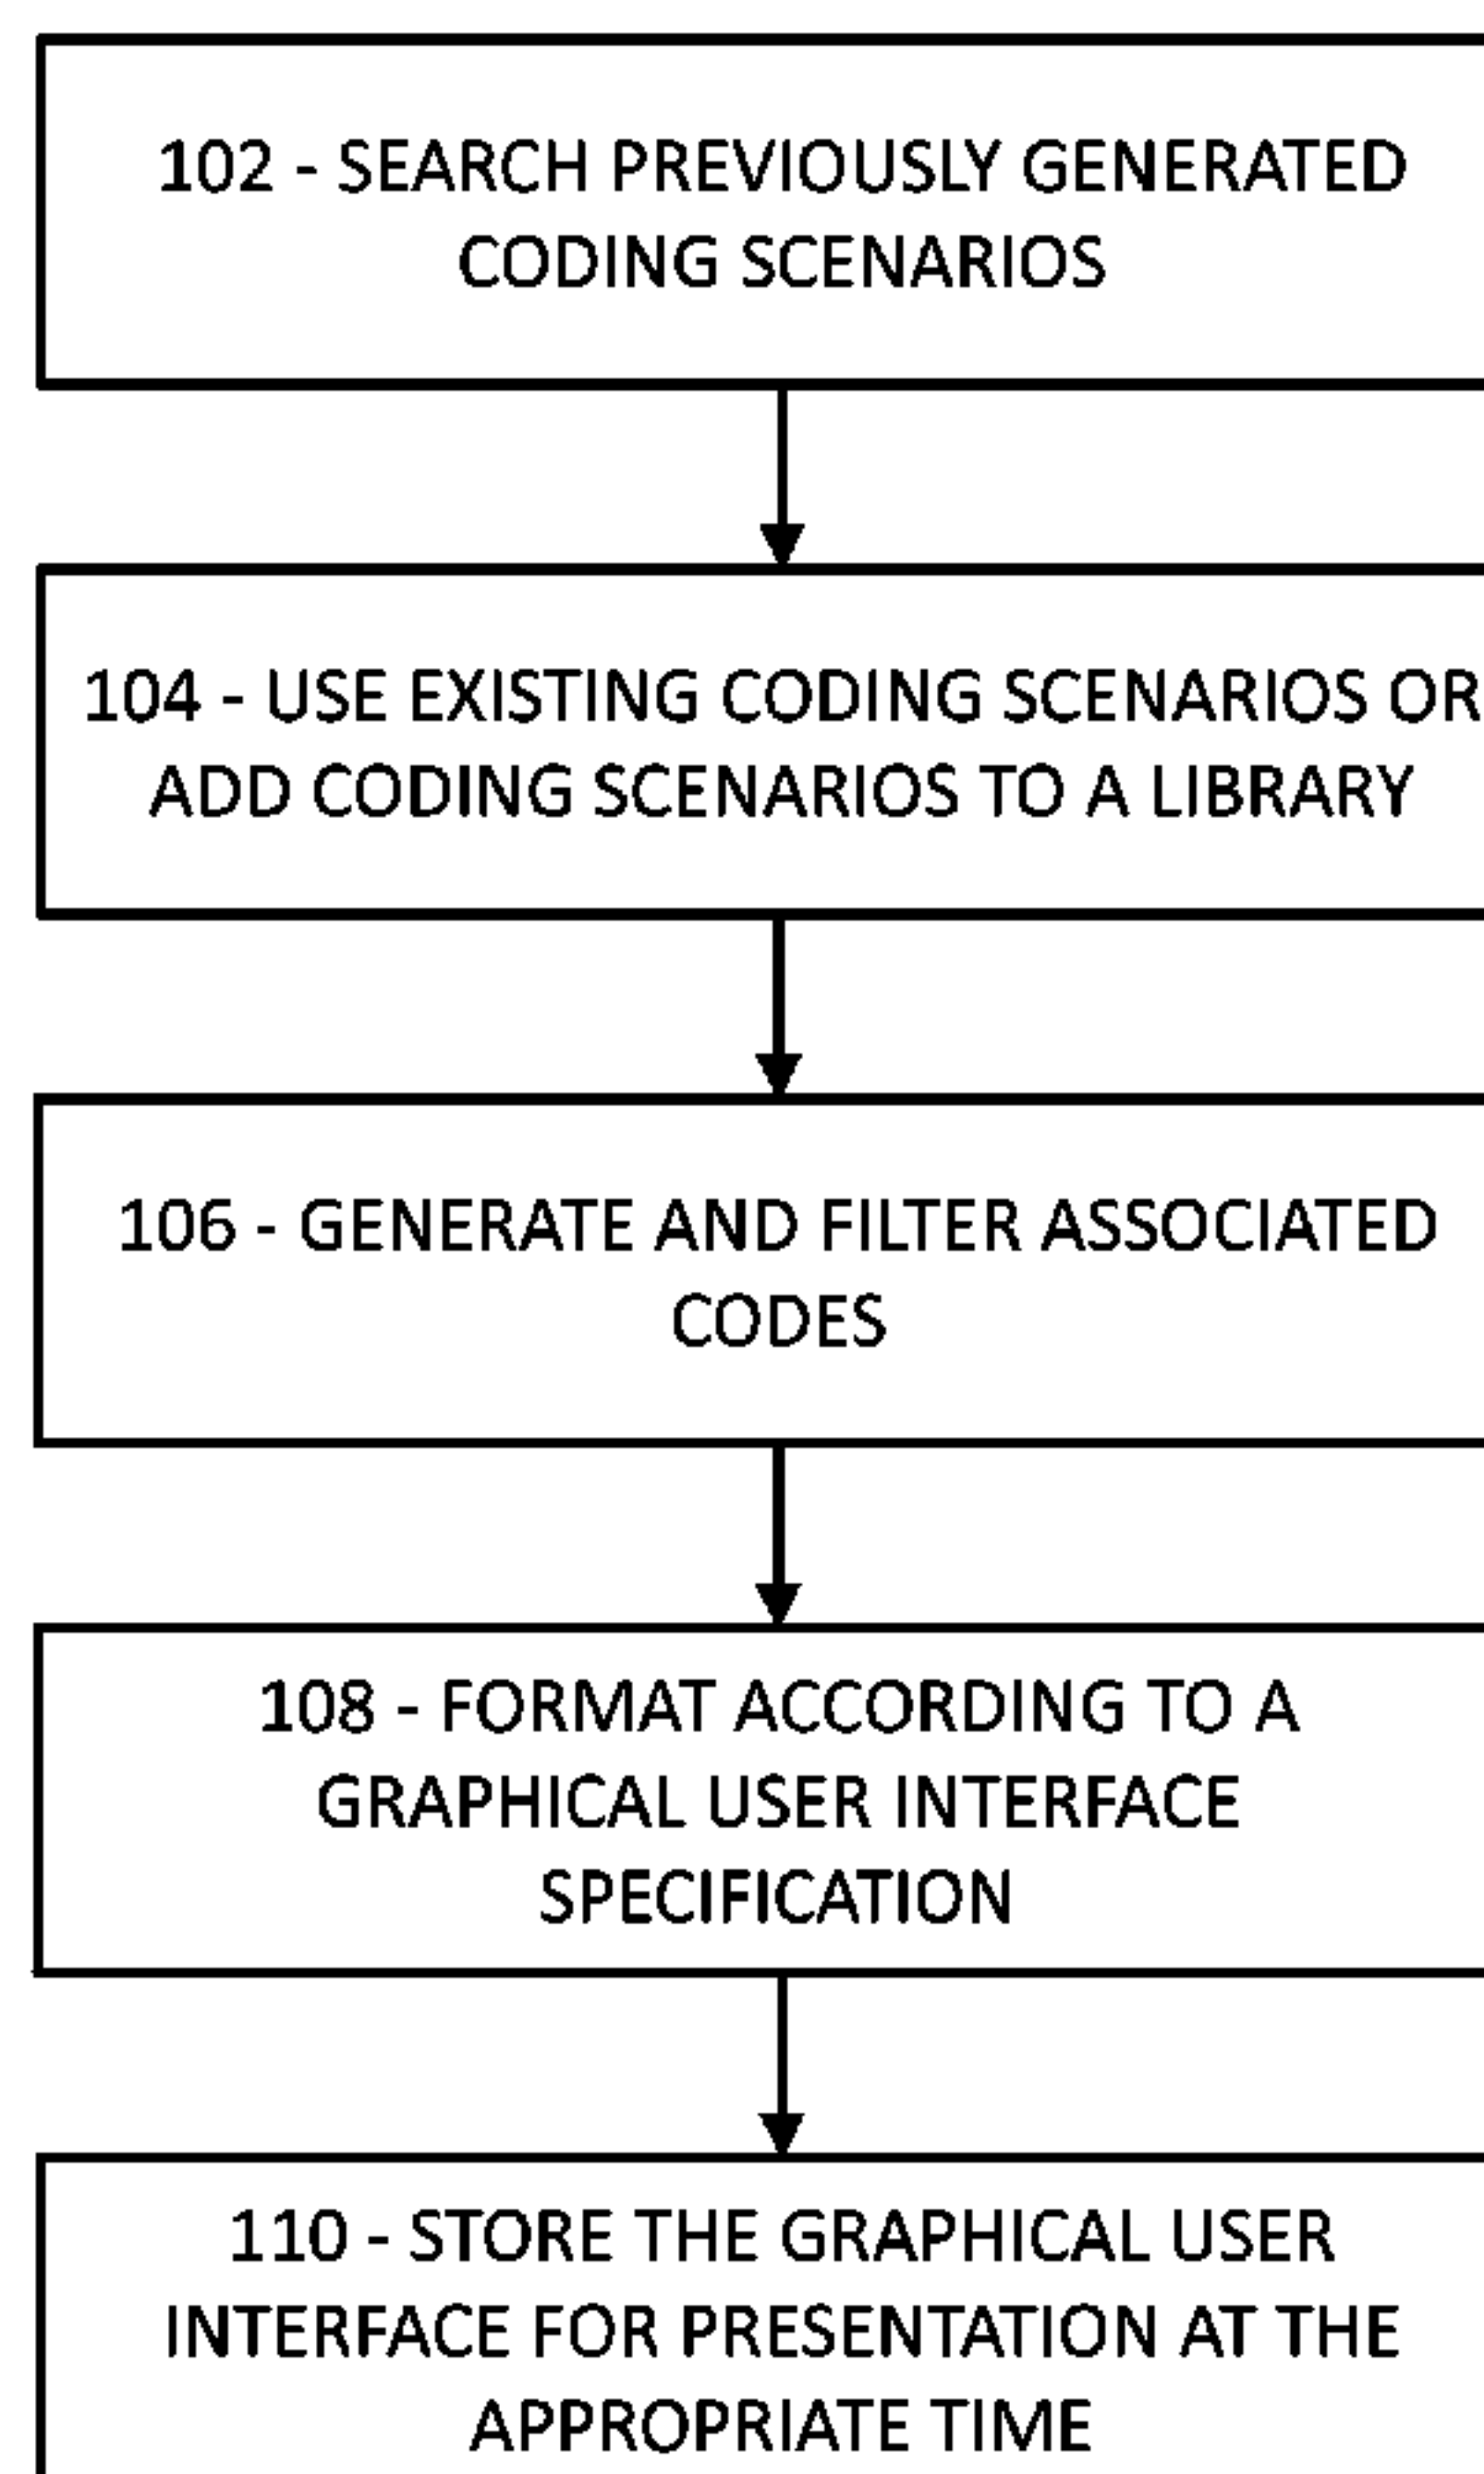 102 - SEARCH PREVIOUSLY GENERATED
CODING SCENARIOS
104 - USE EXISTING CODING SCENARIOS OR
ADD CODING SCENARIOS TO A LIBRARY
106 - GENERATE AND FILTER ASSOCIATED
CODES
108 - FORMAT ACCORDING TO A
GRAPHICAL USER INTERFACE
SPECIFICATION
110 - STORE THE GRAPHICAL USER
INTERFACE FOR PRESENTATION AT THE
APPROPRIATE TIME